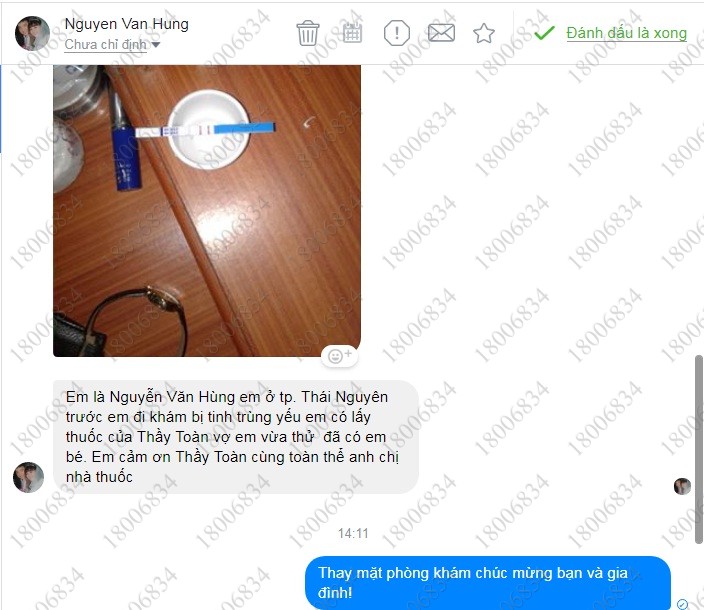 Nguyen Van Hung
Chưa chỉ định
Đánh dấu là xong
Em là Nguyễn Văn Hùng em ở tp. Thái Nguyên
trước em đi khám bị tinh trùng yếu em có lấy
thuốc của Thầy Toàn vợ em vừa thử đã có em
bé. Em cảm ơn Thầy Toàn cùng toàn thể anh chị
nhà thuốc
14:11
Thay mặt phòng khám chúc mừng bạn và gia
đình!
18006834